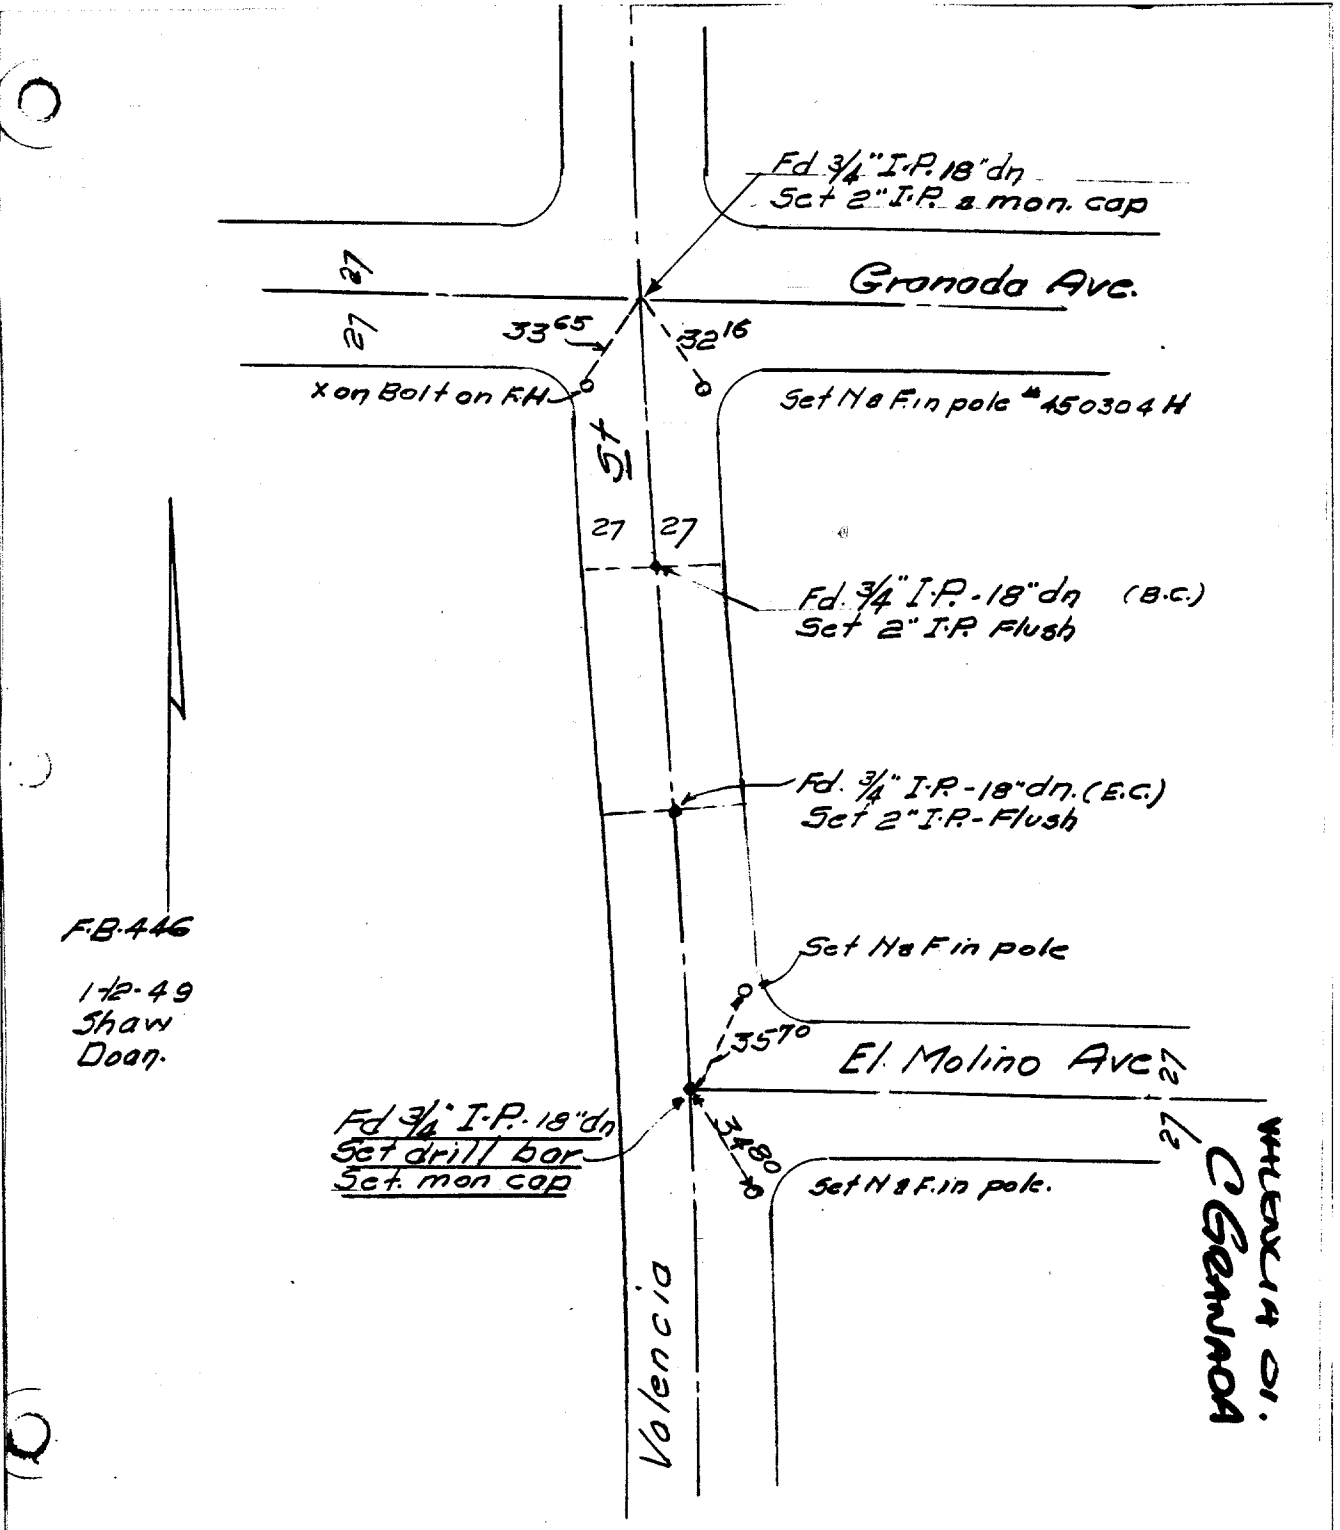 Fd 3/4" I.P. 18" dn
Set 2" I.P. & mon. cap
Granada Ave.
27
27
33 65
32 16
X on Bolt on F.H.
Set N & F. in pole #450304 H
St
27 27
Fd. 3/4" I.P. - 18" dn (B.C.)
Set 2" I.P. Flush
Fd. 3/4" I.P. - 18" dn. (E.C.)
Set 2" I.P. - Flush
F.B. 446
1-12-49
Shaw
Doan.
Set N & F in pole
35 70
El Molino Ave
27
27
Fd 3/4" I.P. - 18" dn
Set drill bar
Set. mon cap
34 80
Set N & F. in pole.
Valencia
VALENCIA
C GRANADA